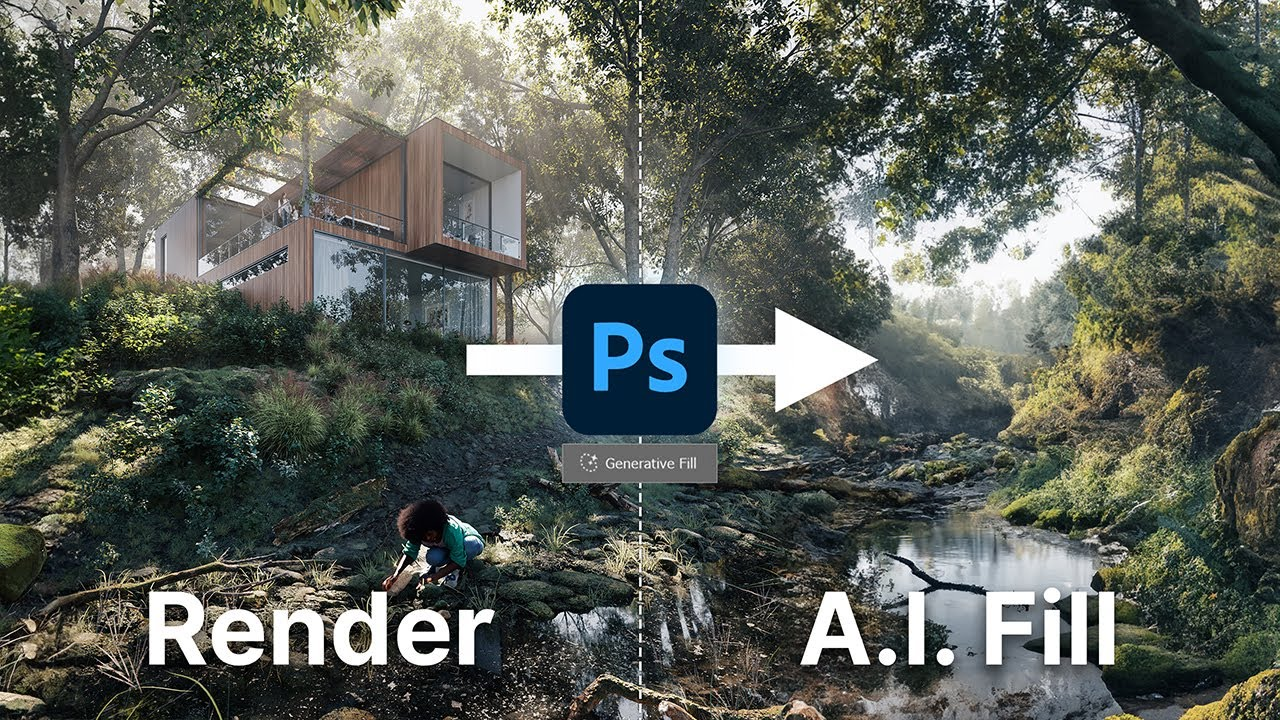 Ps
Generative Fill
Render
A.I. Fill